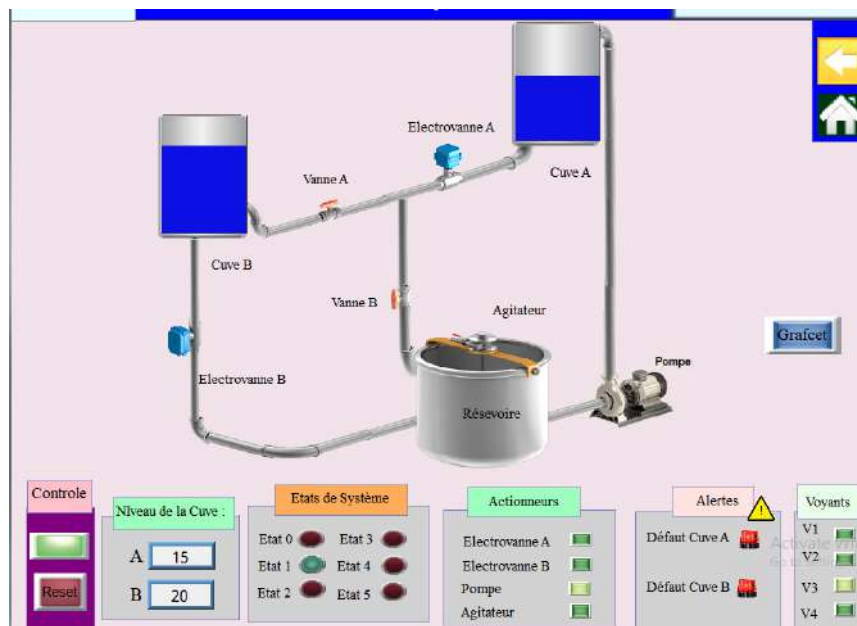 Electrovanne A
Vanne A
Cuve A
Cuve B
Vanne B
Agitateur
Grafcet
Pompe
Electrovanne B
Résevoire
Controle
Reset
NIveau de la Cuve :
A 15
B 20
Etats de Système
Etat 0 Etat 3
Etat 1 Etat 4
Etat 2 Etat 5
Actionneurs
Electrovanne A
Electrovanne B
Pompe
Agitateur
Alertes
Défaut Cuve A
Défaut Cuve B
Voyants
V1
V2
V3
V4